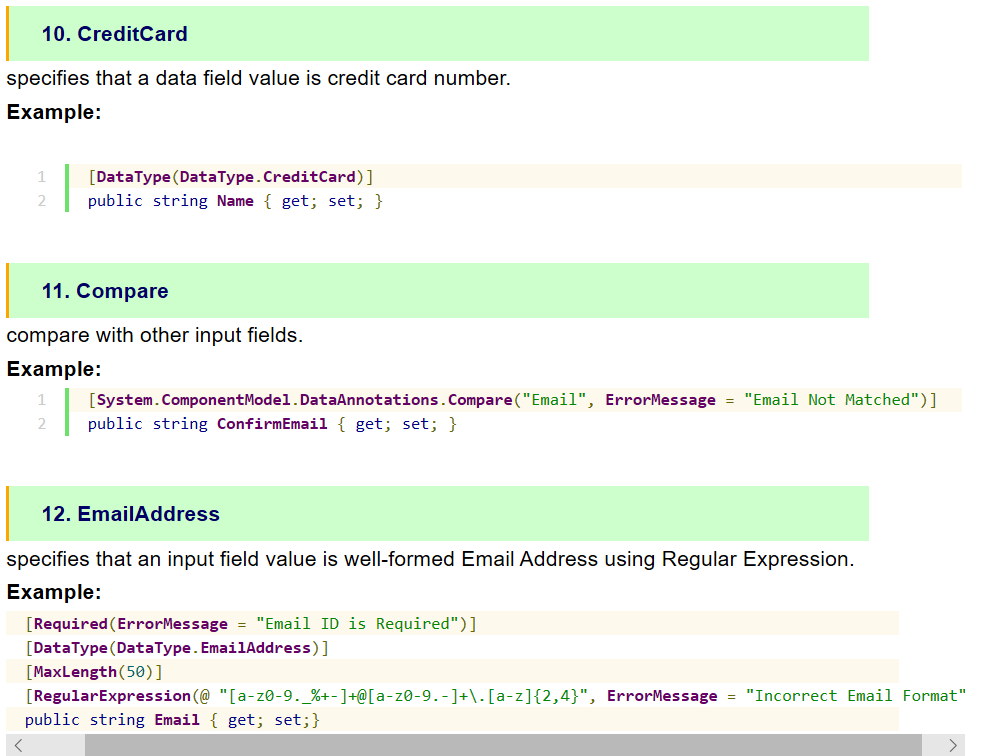 10. CreditCard
specifies that a data field value is credit card number.
Example:
1 [DataType(DataType.CreditCard)]
2 public string Name { get; set; }
11. Compare
compare with other input fields.
Example:
1 [System.ComponentModel.DataAnnotations.Compare("Email", ErrorMessage = "Email Not Matched")]
2 public string ConfirmEmail { get; set; }
12. EmailAddress
specifies that an input field value is well-formed Email Address using Regular Expression.
Example:
[Required(ErrorMessage = "Email ID is Required")]
[DataType(DataType.EmailAddress)]
[MaxLength(50)]
[RegularExpression(@ "[a-z0-9._%+-]+@[a-z0-9.-]+\.[a-z]{2,4}", ErrorMessage = "Incorrect Email Format"
public string Email { get; set;}